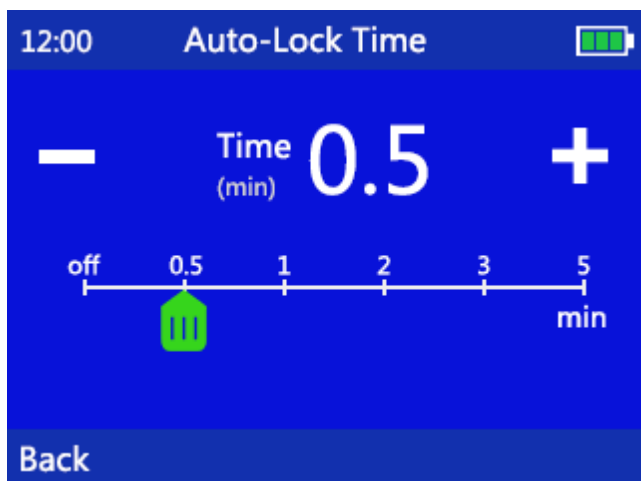 12:00 Auto-Lock Time
− Time 0.5 +
(min)
off 0.5 1 2 3 5
min
Back